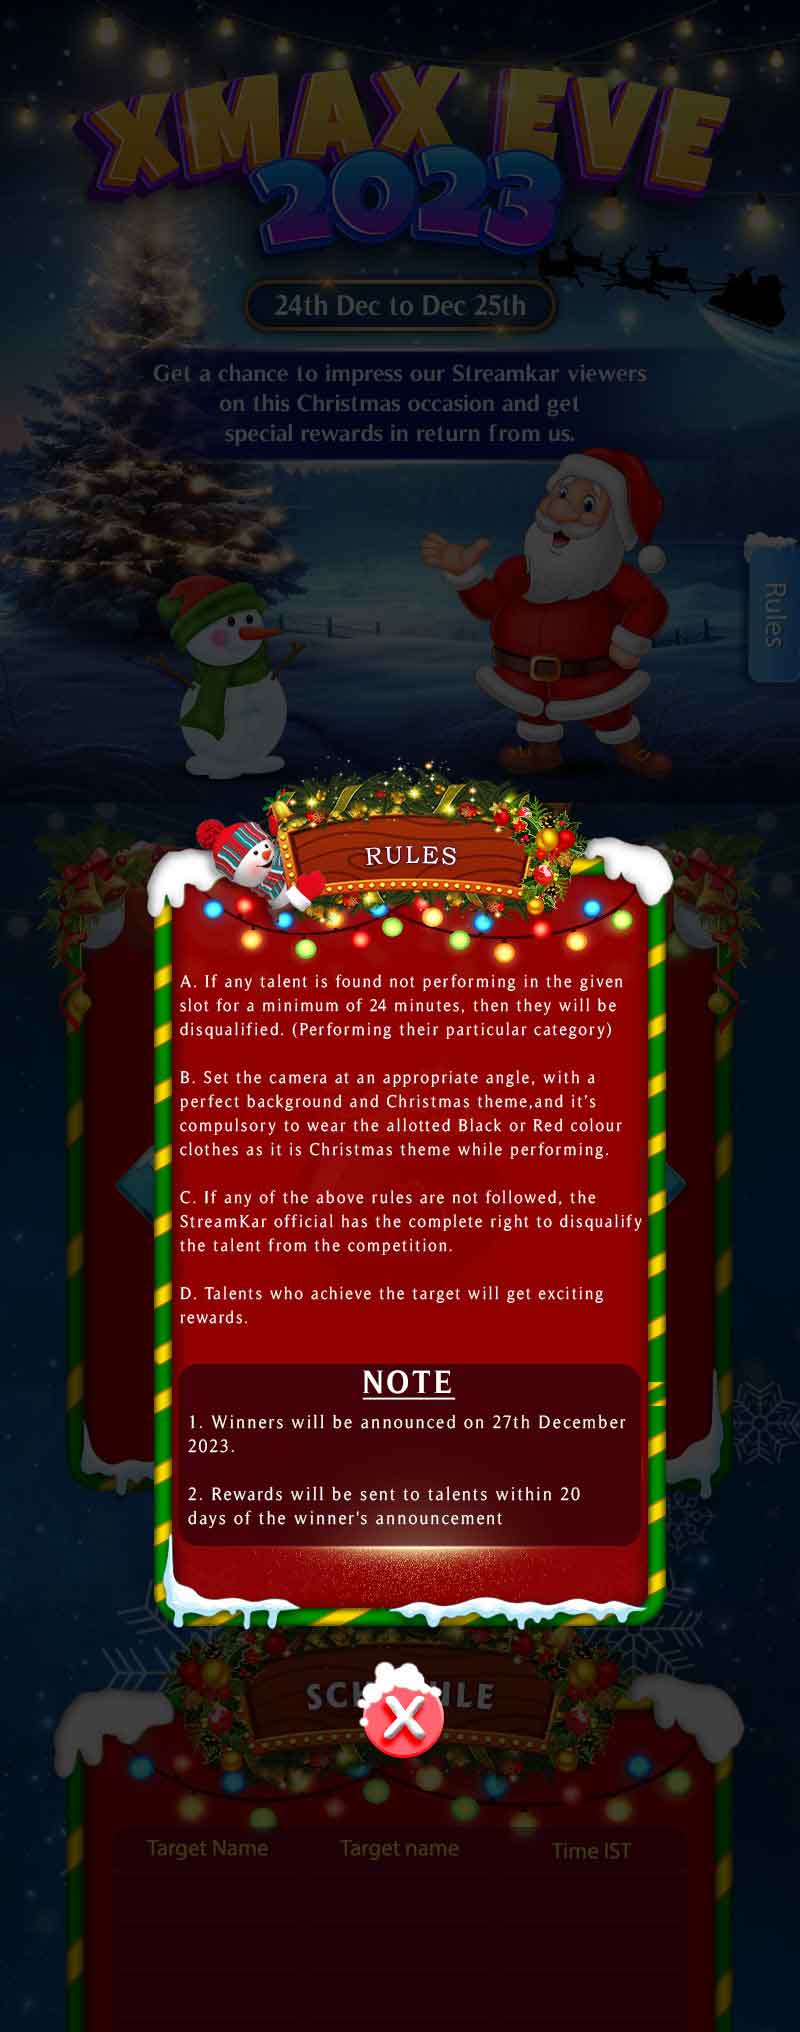 XMAX EVE
2023
24th Dec to Dec 25th
Get a chance to impress our Streamkar viewers
on this Christmas occasion and get
special rewards in return from us.
Rules
RULES
A. If any talent is found not performing in the given
slot for a minimum of 24 minutes, then they will be
disqualified. (Performing their particular category)
B. Set the camera at an appropriate angle, with a
perfect background and Christmas theme,and it's
compulsory to wear the allotted Black or Red colour
clothes as it is Christmas theme while performing.
C. If any of the above rules are not followed, the
StreamKar official has the complete right to disqualify
the talent from the competition.
D. Talents who achieve the target will get exciting
rewards.
NOTE
1. Winners will be announced on 27th December
2023.
2. Rewards will be sent to talents within 20
days of the winner's announcement
X
Target Name Target name Time IST